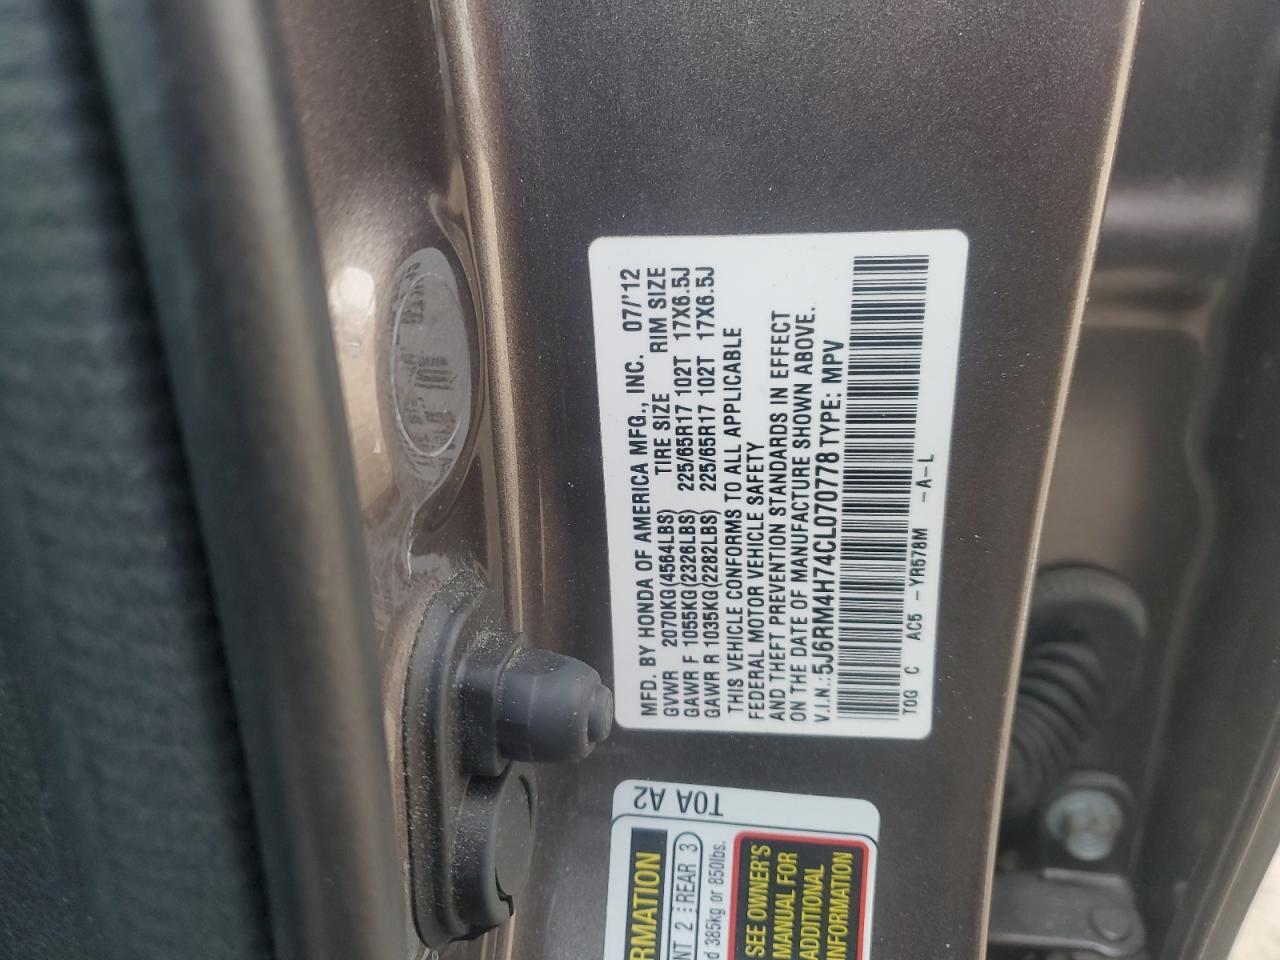 MFD. BY HONDA OF AMERICA MFG., INC. 07/'12
GVWR 2070KG(4564LBS) TIRE SIZE RIM SIZE
GAWR F 1055KG(2326LBS) 225/65R17 102T 17X6.5J
GAWR R 1035KG(2282LBS) 225/65R17 102T 17X6.5J
THIS VEHICLE CONFORMS TO ALL APPLICABLE
FEDERAL MOTOR VEHICLE SAFETY
AND THEFT PREVENTION STANDARDS IN EFFECT
ON THE DATE OF MANUFACTURE SHOWN ABOVE.
V.I.N.: 5J6RM4H74CL070778 TYPE: MPV
TQG C AC5 -YR578M -A-L
T0A A2
RMATION
NT 2 REAR 3
d 385kg or 850lbs.
SEE OWNER'S
MANUAL FOR
ADDITIONAL
INFORMATION